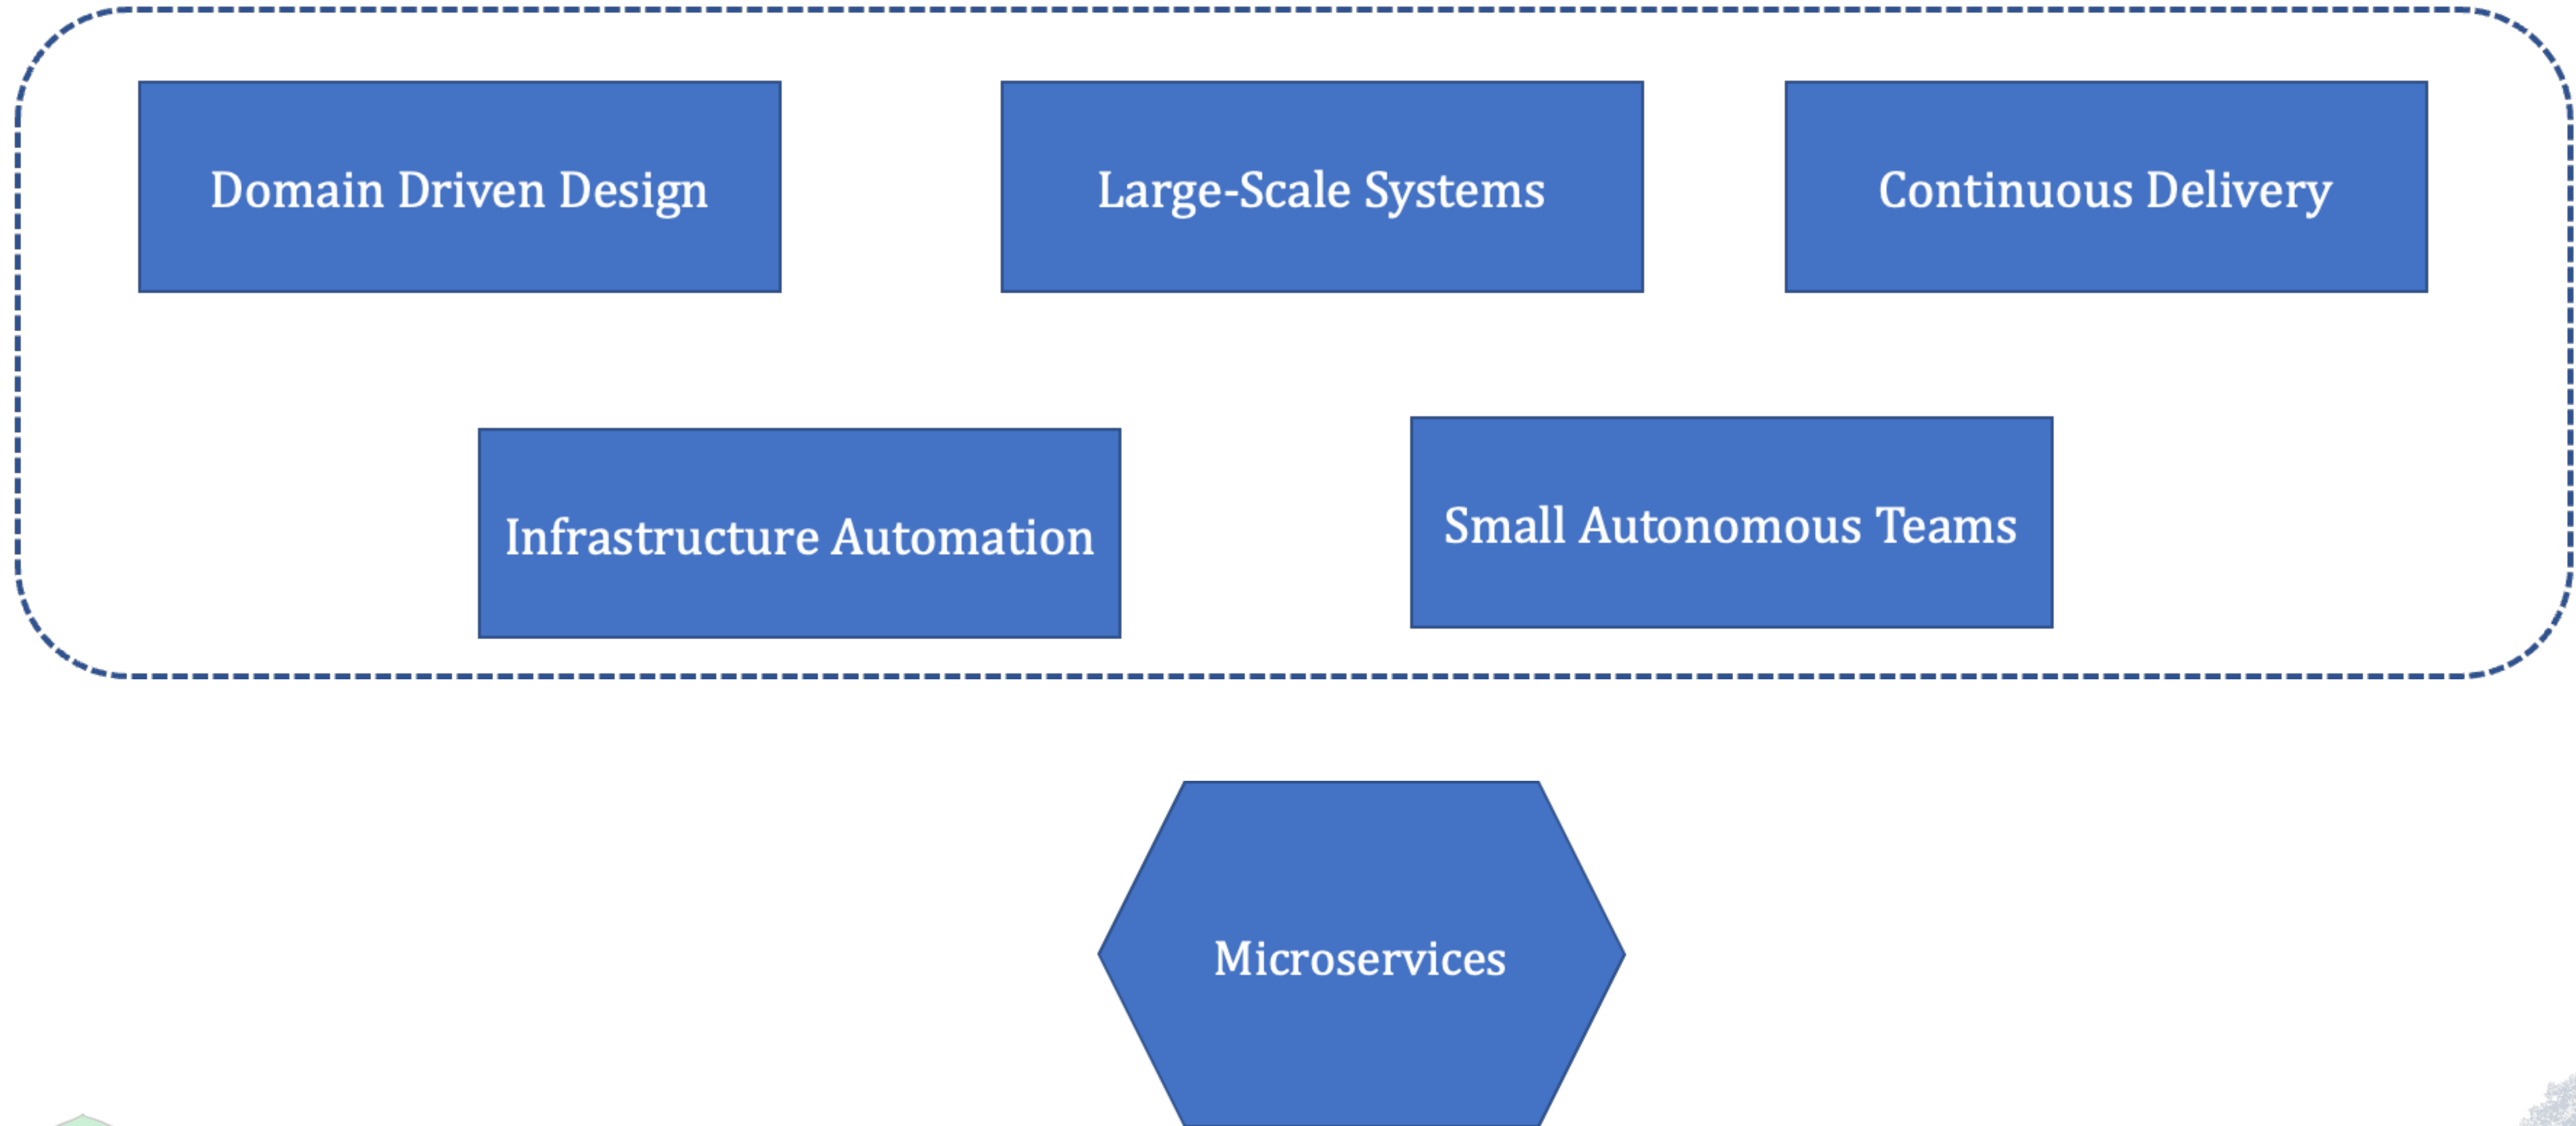 Domain Driven Design
Large-Scale Systems
Continuous Delivery
Infrastructure Automation
Small Autonomous Teams
Microservices